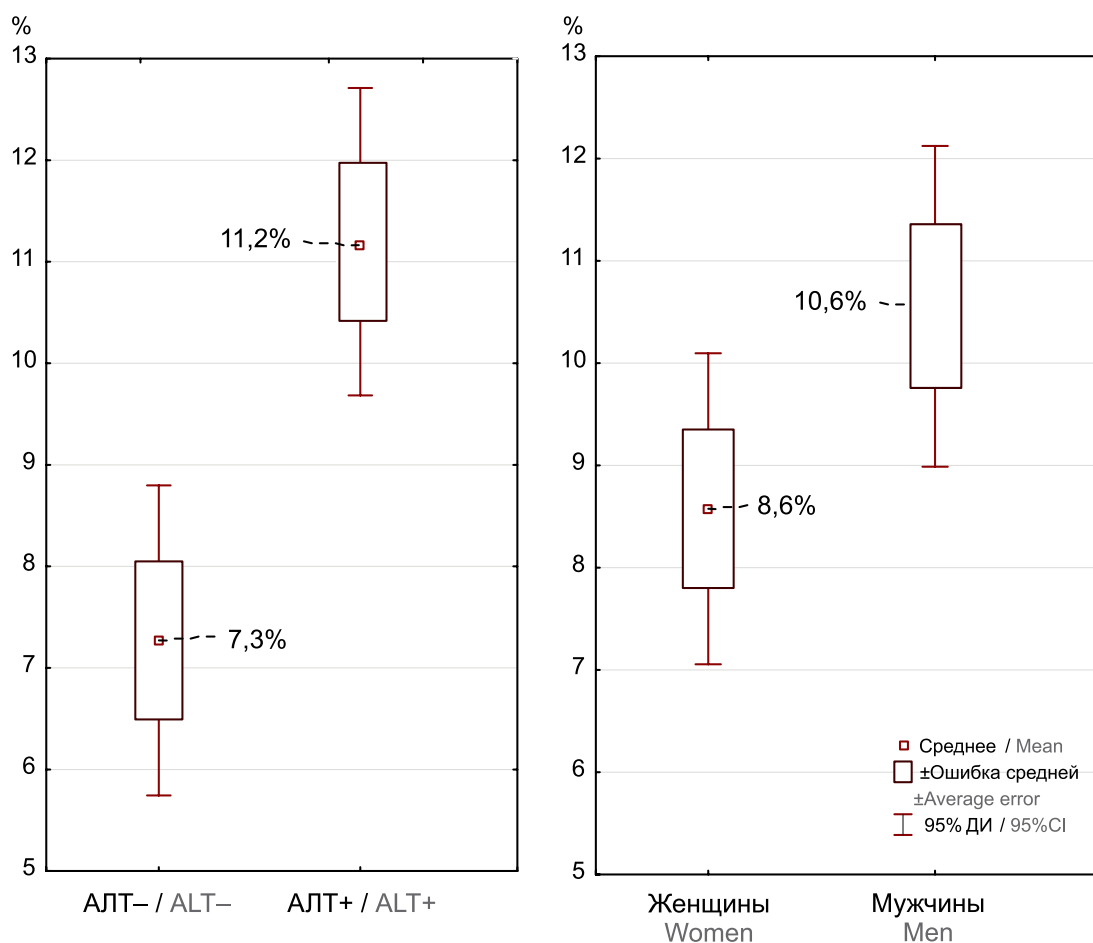 %
13
12
11
10
9
8
7
6
5
11,2%
7,3%
АЛТ– / ALT–
АЛТ+ / ALT+
%
13
12
11
10
9
8
7
6
5
10,6%
8,6%
Среднее / Mean
±Ошибка средней
±Average error
95% ДИ / 95%CI
Женщины
Women
Мужчины
Men